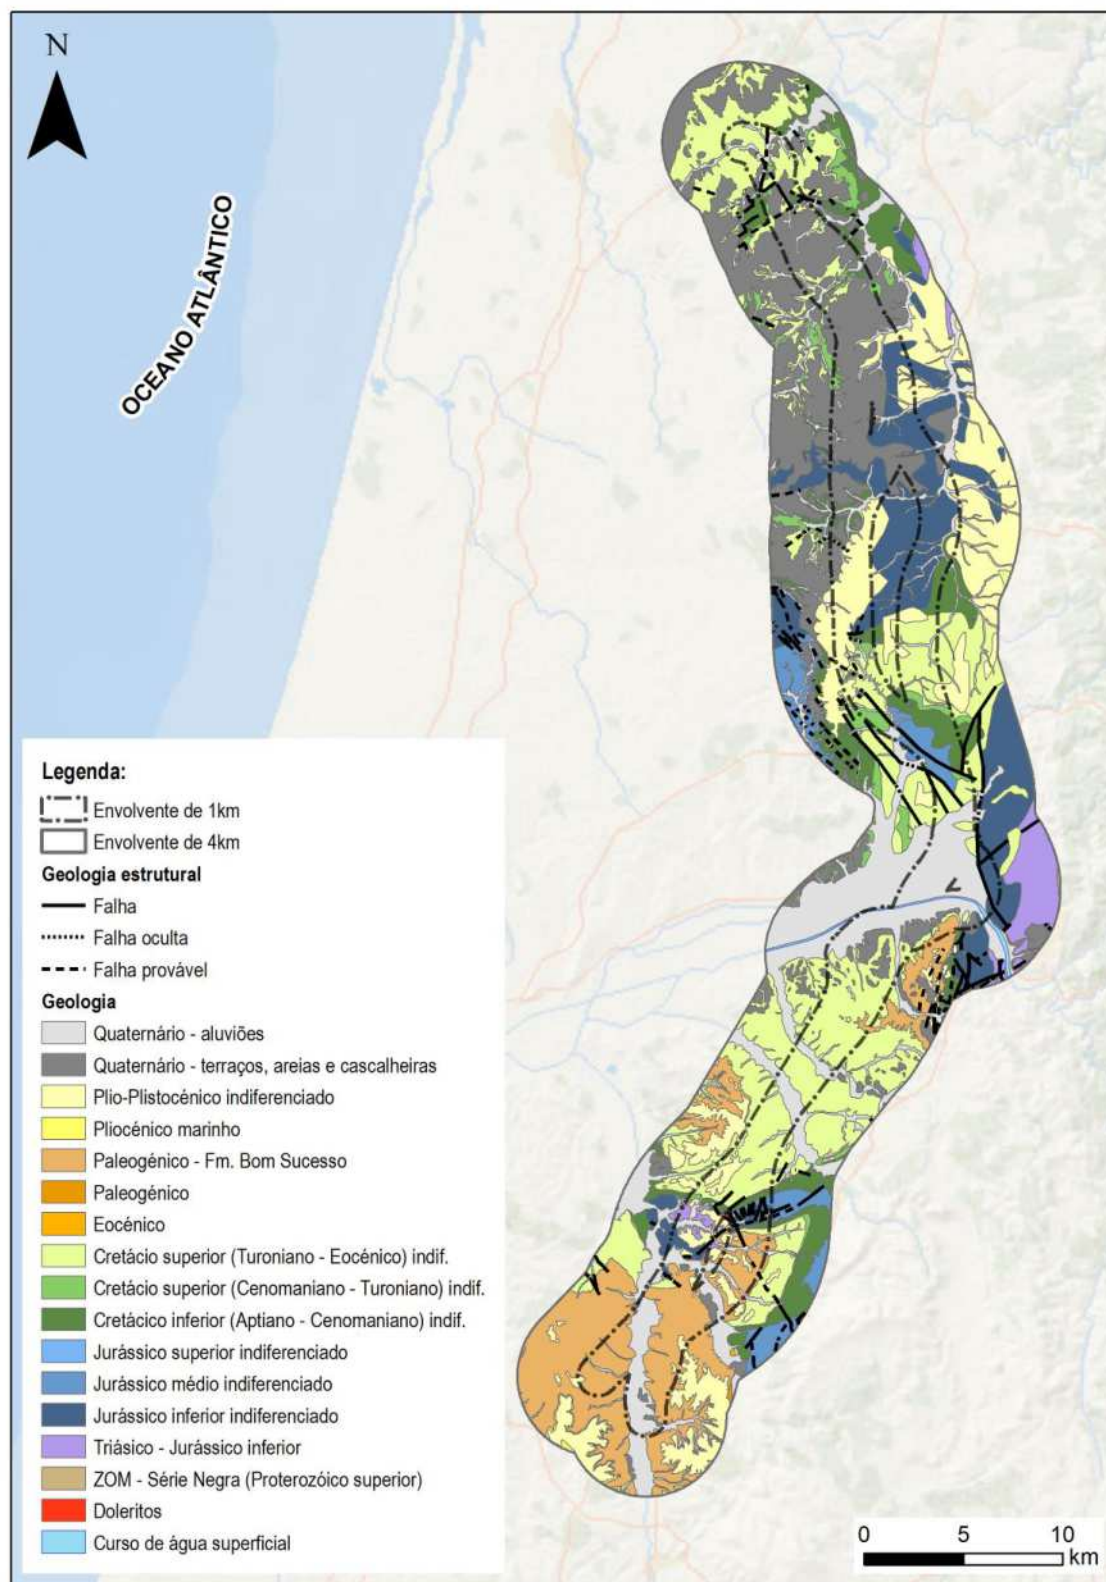 N
OCEANO ATLÂNTICO
Legenda:
Envolvente de 1km
Envolvente de 4km
Geologia estrutural
Falha
Falha oculta
Falha provável
Geologia
Quaternário - aluviões
Quaternário - terraços, areias e cascalheiras
Plio-Plistocénico indiferenciado
Pliocénico marinho
Paleogénico - Fm. Bom Sucesso
Paleogénico
Eocénico
Cretácio superior (Turoniano - Eocénico) indif.
Cretácio superior (Cenomaniano - Turoniano) indif.
Cretácico inferior (Aptiano - Cenomaniano) indif.
Jurássico superior indiferenciado
Jurássico médio indiferenciado
Jurássico inferior indiferenciado
Triásico - Jurássico inferior
ZOM - Série Negra (Proterozóico superior)
Doleritos
Curso de água superficial
0 5 10
km